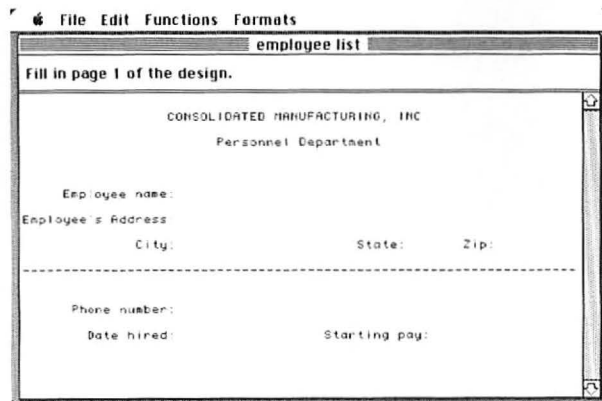 File Edit Functions Formats
employee list
Fill in page 1 of the design.
CONSOLIDATED MANUFACTURING, INC
Personnel Department
Employee name:
Employee's Address
City: State: Zip:
Phone number:
Date hired: Starting pay: